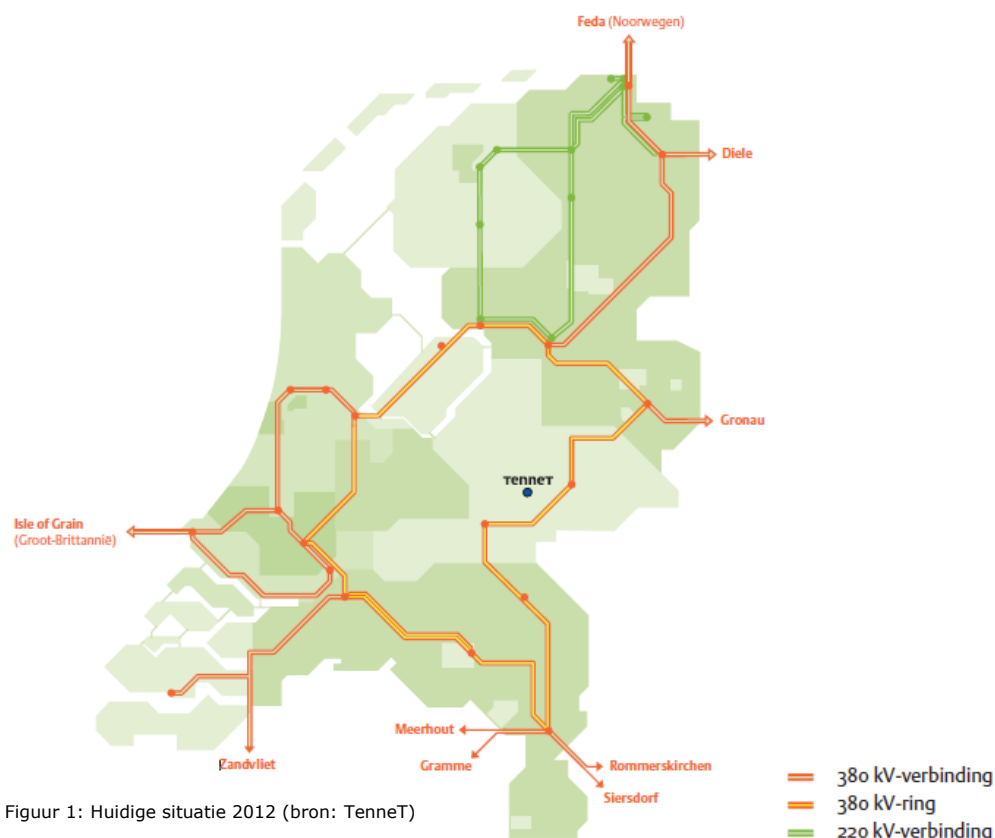 Feda (Noorwegen)
Diele
Gronau
TenneT
Isle of Grain
(Groot-Brittannië)
Meerhout
Gramme
Rommerskirchen
Siersdorf
Zandvliet
380 kV-verbinding
380 kV-ring
220 kV-verbinding
Figuur 1: Huidige situatie 2012 (bron: TenneT)